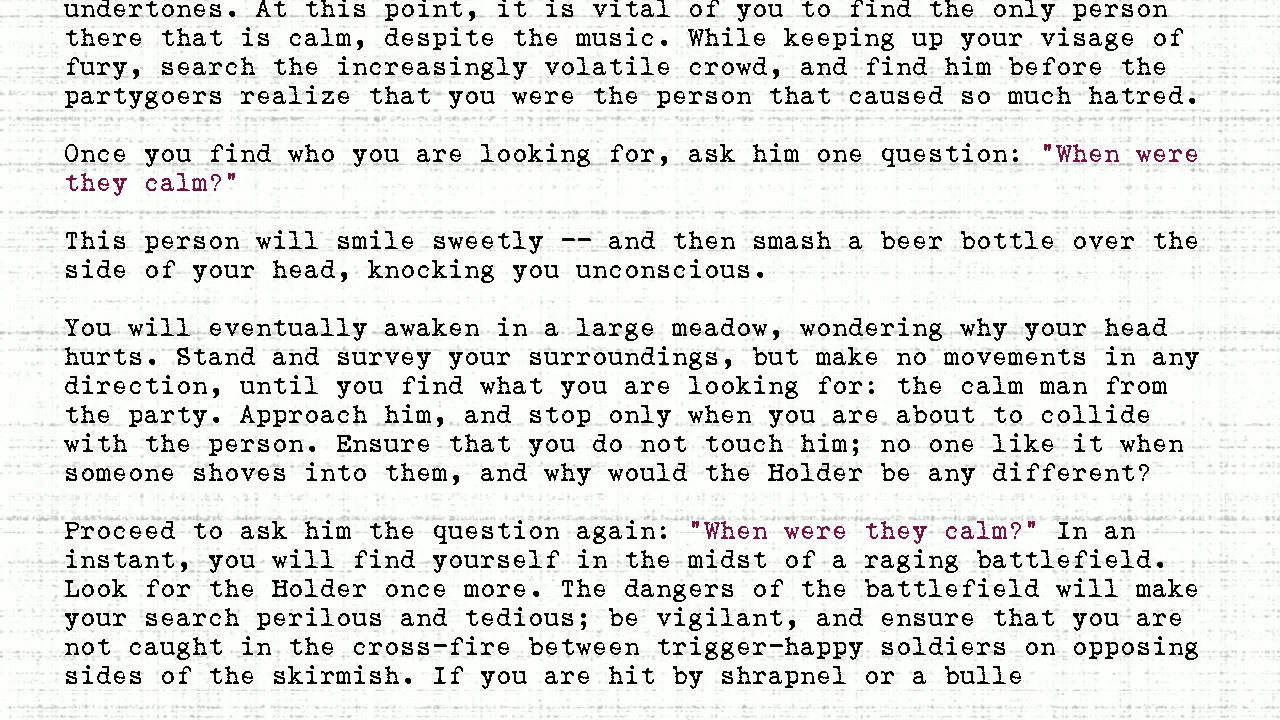 undertones. At this point, it is vital of you to find the only person
there that is calm, despite the music. While keeping up your visage of
fury, search the increasingly volatile crowd, and find him before the
partygoers realize that you were the person that caused so much hatred.
Once you find who you are looking for, ask him one question: "When were
they calm?"
This person will smile sweetly -- and then smash a beer bottle over the
side of your head, knocking you unconscious.
You will eventually awaken in a large meadow, wondering why your head
hurts. Stand and survey your surroundings, but make no movements in any
direction, until you find what you are looking for: the calm man from
the party. Approach him, and stop only when you are about to collide
with the person. Ensure that you do not touch him; no one like it when
someone shoves into them, and why would the Holder be any different?
Proceed to ask him the question again: "When were they calm?" In an
instant, you will find yourself in the midst of a raging battlefield.
Look for the Holder once more. The dangers of the battlefield will make
your search perilous and tedious; be vigilant, and ensure that you are
not caught in the cross-fire between trigger-happy soldiers on opposing
sides of the skirmish. If you are hit by shrapnel or a bulle